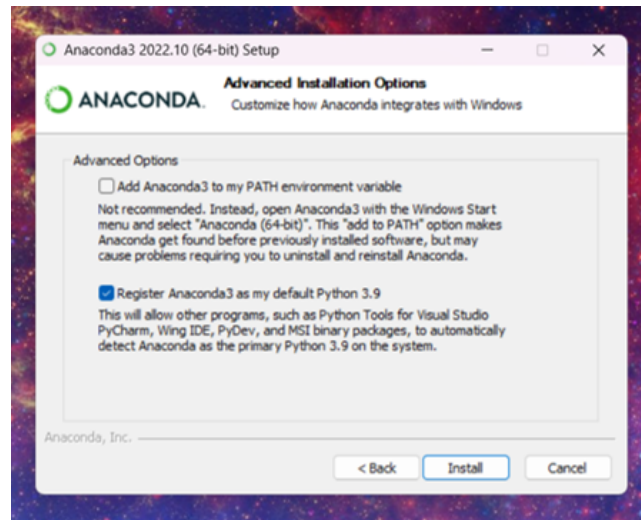 Anaconda3 2022.10 (64-bit) Setup
ANACONDA.
Advanced Installation Options
Customize how Anaconda integrates with Windows
Advanced Options
Add Anaconda3 to my PATH environment variable
Not recommended. Instead, open Anaconda3 with the Windows Start
menu and select "Anaconda (64-bit)". This "add to PATH" option makes
Anaconda get found before previously installed software, but may
cause problems requiring you to uninstall and reinstall Anaconda.
Register Anaconda3 as my default Python 3.9
This will allow other programs, such as Python Tools for Visual Studio
PyCharm, Wing IDE, PyDev, and MSI binary packages, to automatically
detect Anaconda as the primary Python 3.9 on the system.
Anaconda, Inc.
< Back Install Cancel